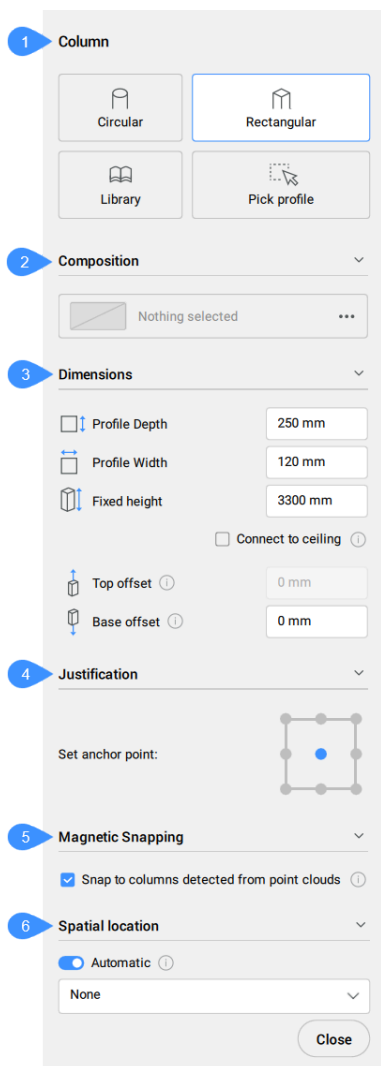 1 Column
Circular Rectangular
Library Pick profile
2 Composition
Nothing selected
3 Dimensions
Profile Depth 250 mm
Profile Width 120 mm
Fixed height 3300 mm
Connect to ceiling
Top offset 0 mm
Base offset 0 mm
4 Justification
Set anchor point:
5 Magnetic Snapping
Snap to columns detected from point clouds
6 Spatial location
Automatic
None
Close